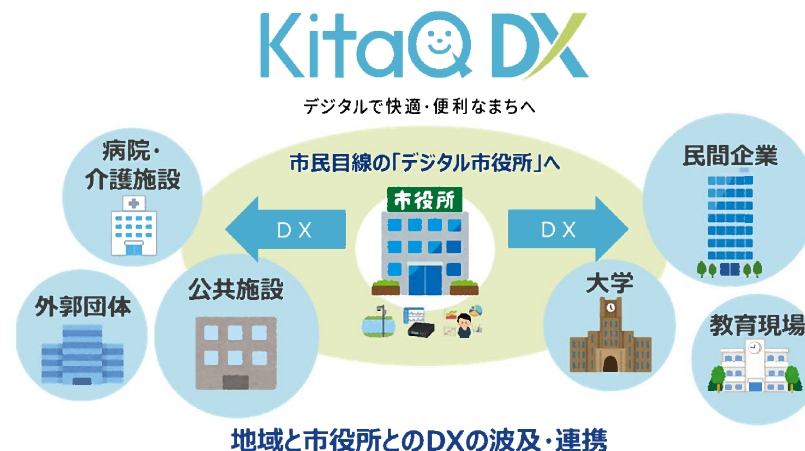 KitaQ DX
デジタルで快適・便利なまちへ
市民目線の「デジタル市役所」へ
病院・
介護施設
民間企業
市役所
DX
DX
外郭団体
公共施設
大学
教育現場
地域と市役所とのDXの波及・連携